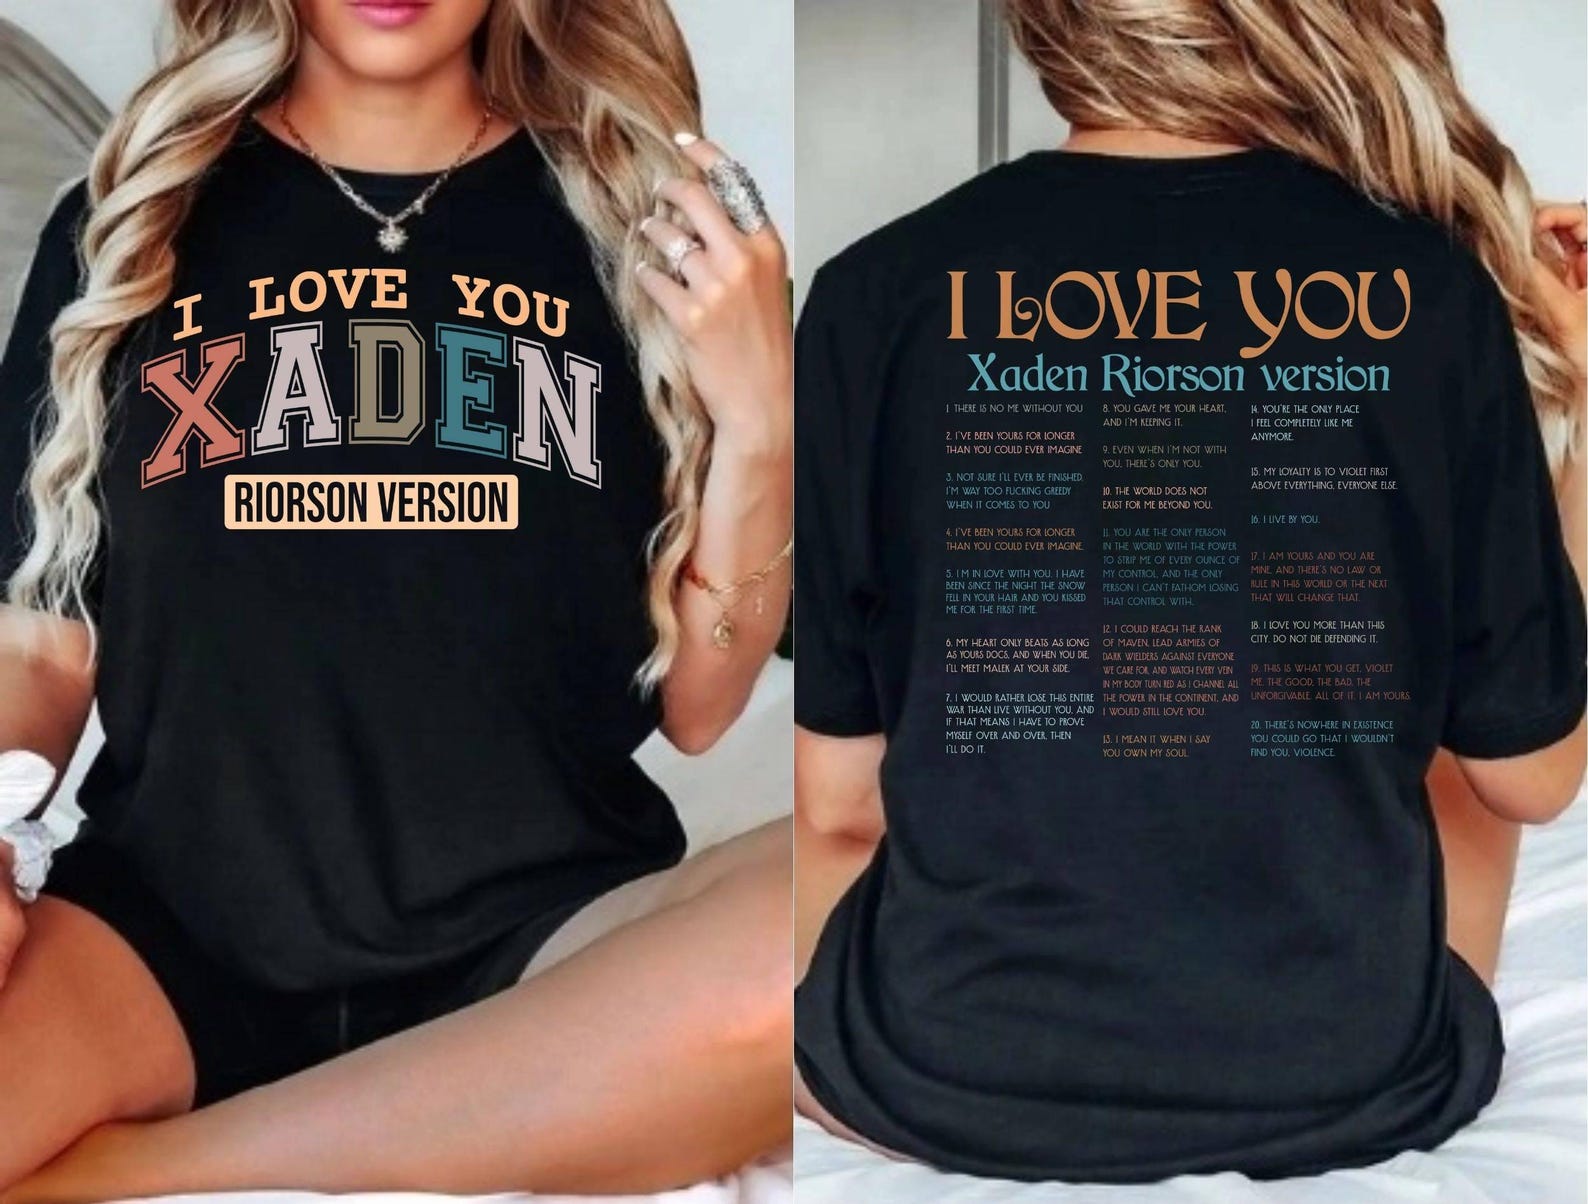 I LOVE YOU
XADEN
RIORSON VERSION
I LOVE YOU
Xaden Riorson version
1 THERE IS NO ME WITHOUT YOU
2. I'VE BEEN YOURS FOR LONGER
THAN YOU COULD EVER IMAGINE
3. NOT SURE I'LL EVER BE FINISHED.
I'M WAY TOO FUCKING GREEDY
WHEN IT COMES TO YOU
4. I'VE BEEN YOURS FOR LONGER
THAN YOU COULD EVER IMAGINE.
5. I M IN LOVE WITH YOU. I HAVE
BEEN SINCE THE NIGHT THE SNOW
FELL IN YOUR HAIR AND YOU KISSED
ME FOR THE FIRST TIME.
6. MY HEART ONLY BEATS AS LONG
AS YOURS DOCS, AND WHEN YOU DIE,
I'LL MEET MALEK AT YOUR SIDE.
7. I WOULD RATHER LOSE THIS ENTIRE
WAR THAN LIVE WITHOUT YOU, AND
IF THAT MEANS I HAVE TO PROVE
MYSELF OVER AND OVER, THEN
I'LL DO IT.
8. YOU GAVE ME YOUR HEART,
AND I'M KEEPING IT.
9. EVEN WHEN I'M NOT WITH
YOU, THERE'S ONLY YOU.
10. THE WORLD DOES NOT
EXIST FOR ME BEYOND YOU.
11. YOU ARE THE ONLY PERSON
IN THE WORLD WITH THE POWER
TO STRIP ME OF EVERY OUNCE OF
MY CONTROL, AND THE ONLY
PERSON I CAN'T FATHOM LOSING
THAT CONTROL WITH.
12. I COULD REACH THE RANK
OF MAVEN, LEAD ARMIES OF
DARK WIELDERS AGAINST EVERYONE
WE CARE FOR, AND WATCH EVERY VEIN
IN MY BODY TURN RED AS I CHANNEL ALL
THE POWER IN THE CONTINENT, AND
I WOULD STILL LOVE YOU.
13. I MEAN IT WHEN I SAY
YOU OWN MY SOUL.
14. YOU'RE THE ONLY PLACE
I FEEL COMPLETELY LIKE ME
ANYMORE.
15. MY LOYALTY IS TO VIOLET FIRST
ABOVE EVERYTHING, EVERYONE ELSE.
16. I LIVE BY YOU.
17. I AM YOURS AND YOU ARE
MINE, AND THERE'S NO LAW OR
RULE IN THIS WORLD OR THE NEXT
THAT WILL CHANGE THAT.
18. I LOVE YOU MORE THAN THIS
CITY. DO NOT DIE DEFENDING IT.
19. THIS IS WHAT YOU GET, VIOLET
ME. THE GOOD, THE BAD, THE
UNFORGIVABLE. ALL OF IT. I AM YOURS.
20. THERE'S NOWHERE IN EXISTENCE
YOU COULD GO THAT I WOULDN'T
FIND YOU, VIOLENCE.